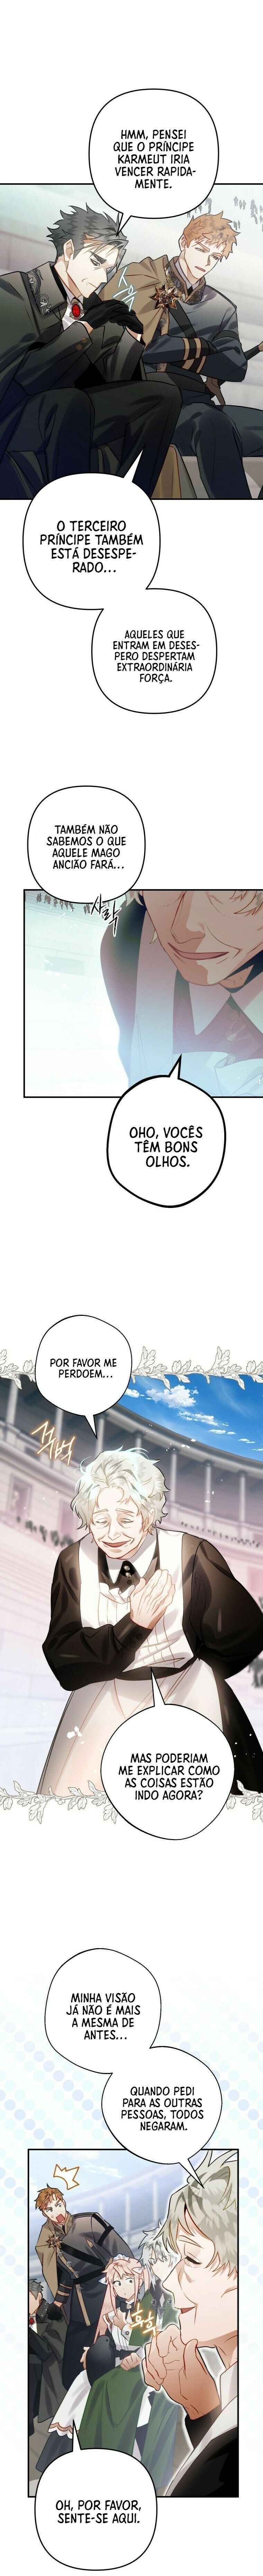 HMM, PENSEI
QUE O PRÍNCIPE
KARMEUT IRIA
VENCER RAPIDA-
MENTE.
O TERCEIRO
PRÍNCIPE TAMBÉM
ESTÁ DESESPE-
RADO...
AQUELES QUE
ENTRAM EM DESES-
PERO DESPERTAM
EXTRAORDINÁRIA
FORÇA.
TAMBÉM NÃO
SABEMOS O QUE
AQUELE MAGO
ANCIÃO FARÁ...
OHO, VOCÊS
TÊM BONS
OLHOS.
POR FAVOR ME
PERDOEM...
MAS PODERIAM
ME EXPLICAR COMO
AS COISAS ESTÃO
INDO AGORA?
MINHA VISÃO
JÁ NÃO É MAIS
A MESMA DE
ANTES...
QUANDO PEDI
PARA AS OUTRAS
PESSOAS, TODOS
NEGARAM.
OH, POR FAVOR,
SENTE-SE AQUI.